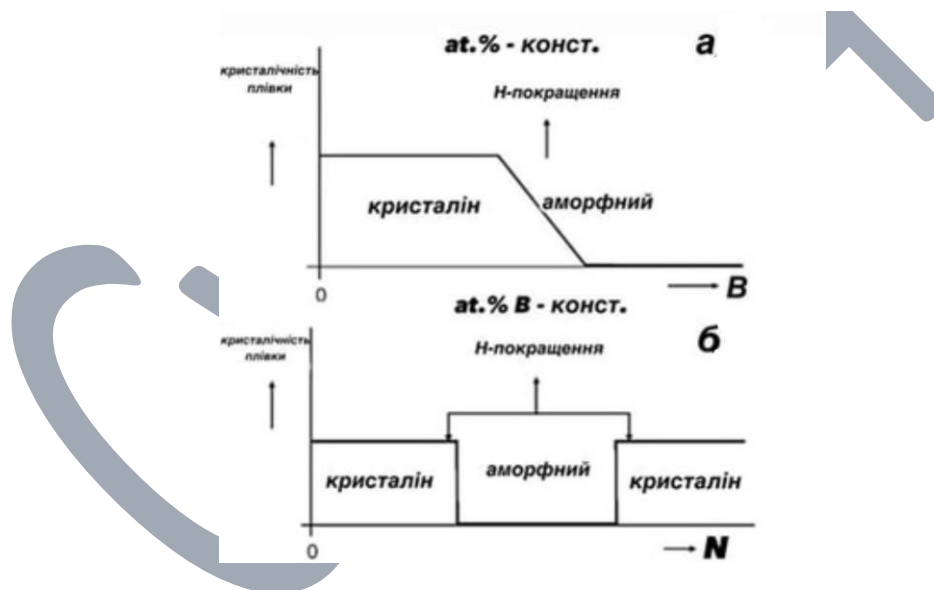 at.% - конст.
а
кристалічність
плівки
Н-покращення
кристалін
аморфний
0
В
at.% В - конст.
б
кристалічність
плівки
Н-покращення
кристалін
аморфний
кристалін
0
N